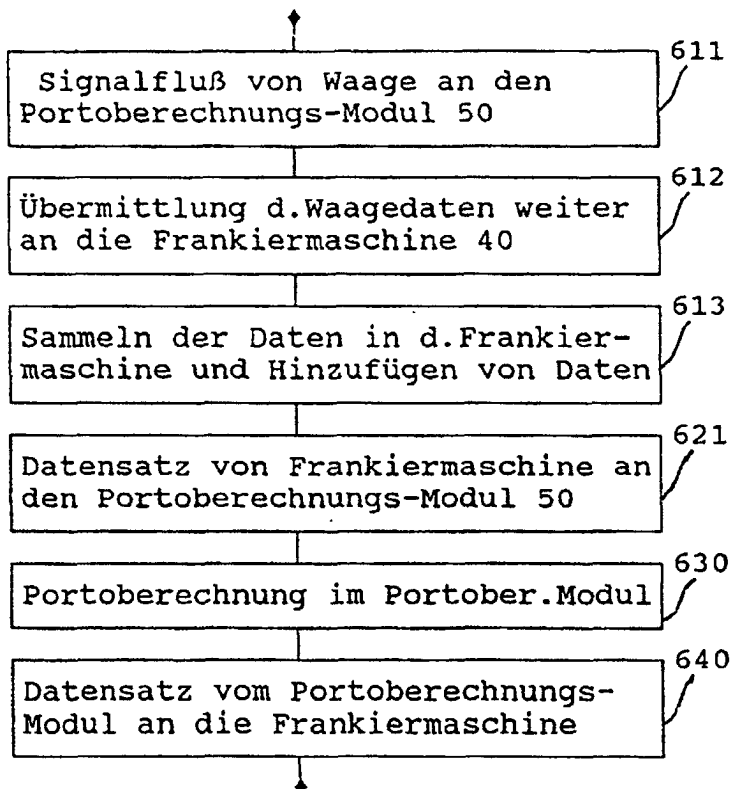 611
Signalfluß von Waage an den
Portoberechnungs-Modul 50
612
Übermittlung d.Waagedaten weiter
an die Frankiermaschine 40
613
Sammeln der Daten in d.Frankier-
maschine und Hinzufügen von Daten
621
Datensatz von Frankiermaschine an
den Portoberechnungs-Modul 50
630
Portoberechnung im Portober.Modul
640
Datensatz vom Portoberechnungs-
Modul an die Frankiermaschine